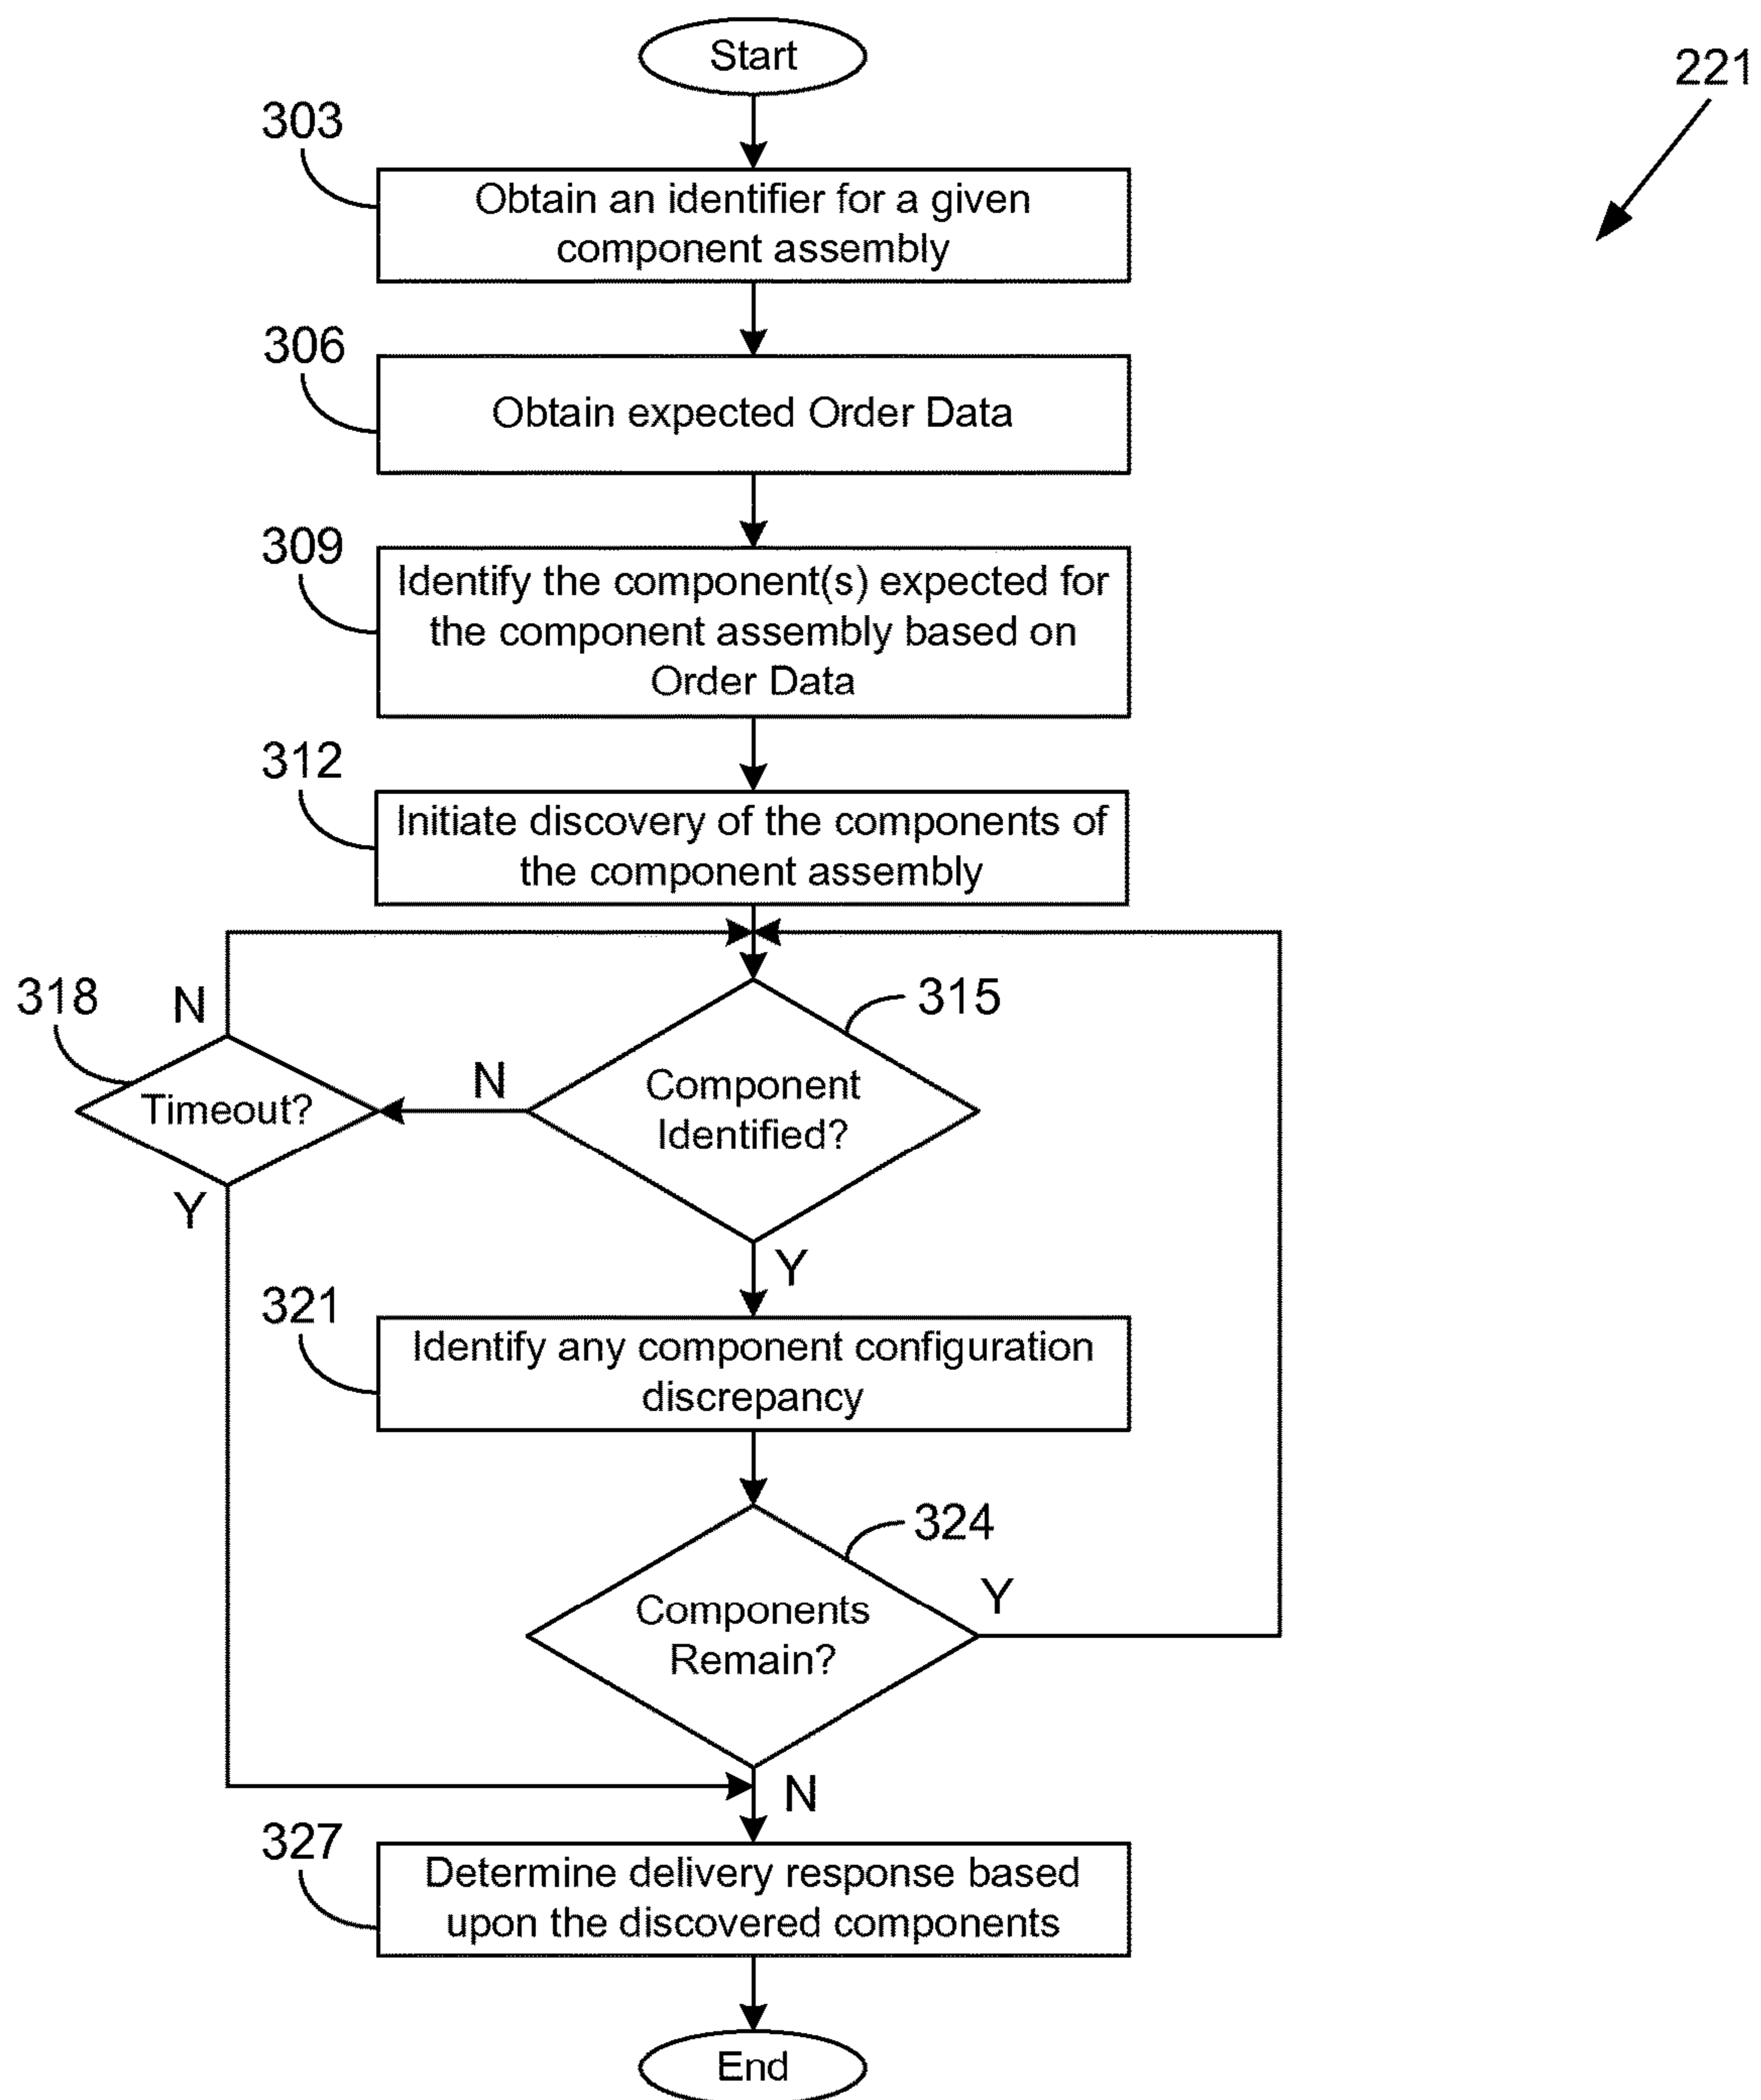 Start
221
303
Obtain an identifier for a given
component assembly
306
Obtain expected Order Data
309
Identify the component(s) expected for
the component assembly based on
Order Data
312
Initiate discovery of the components of
the component assembly
318
N
315
Component
Identified?
N
Timeout?
Y
Y
321
Identify any component configuration
discrepancy
324
Components
Remain?
Y
N
327
Determine delivery response based
upon the discovered components
End